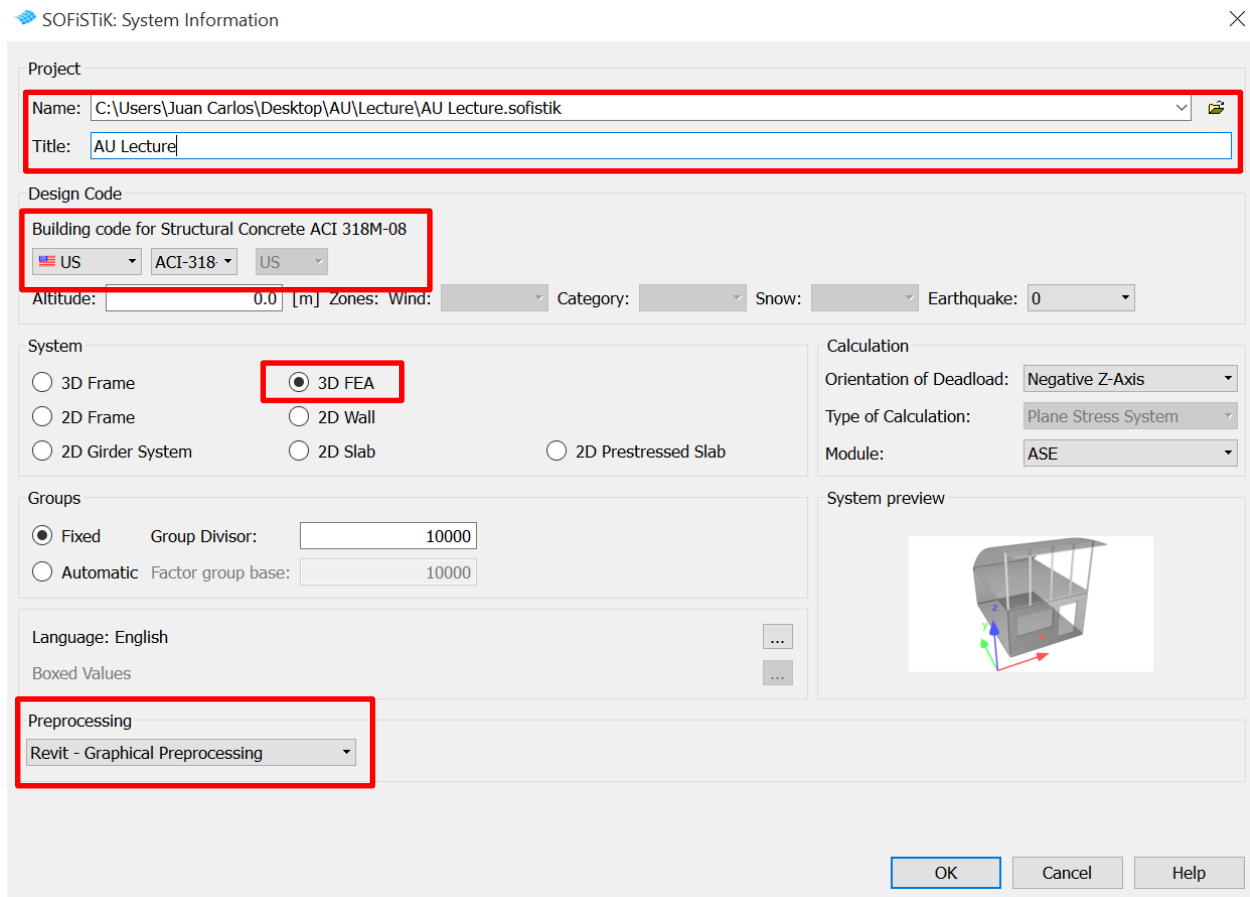 SOFiSTiK: System Information
Project
Name: C:\Users\Juan Carlos\Desktop\AU\Lecture\AU Lecture.sofistik
Title: AU Lecture
Design Code
Building code for Structural Concrete ACI 318M-08
US ACI-318- US
Altitude: 0.0 [m] Zones: Wind: Category: Snow: Earthquake: 0
System
3D Frame 3D FEA
2D Frame 2D Wall
2D Girder System 2D Slab 2D Prestressed Slab
Calculation
Orientation of Deadload: Negative Z-Axis
Type of Calculation: Plane Stress System
Module: ASE
Groups
Fixed Group Divisor: 10000
Automatic Factor group base: 10000
System preview
z
y
x
Language: English ...
Boxed Values ...
Preprocessing
Revit - Graphical Preprocessing
OK Cancel Help